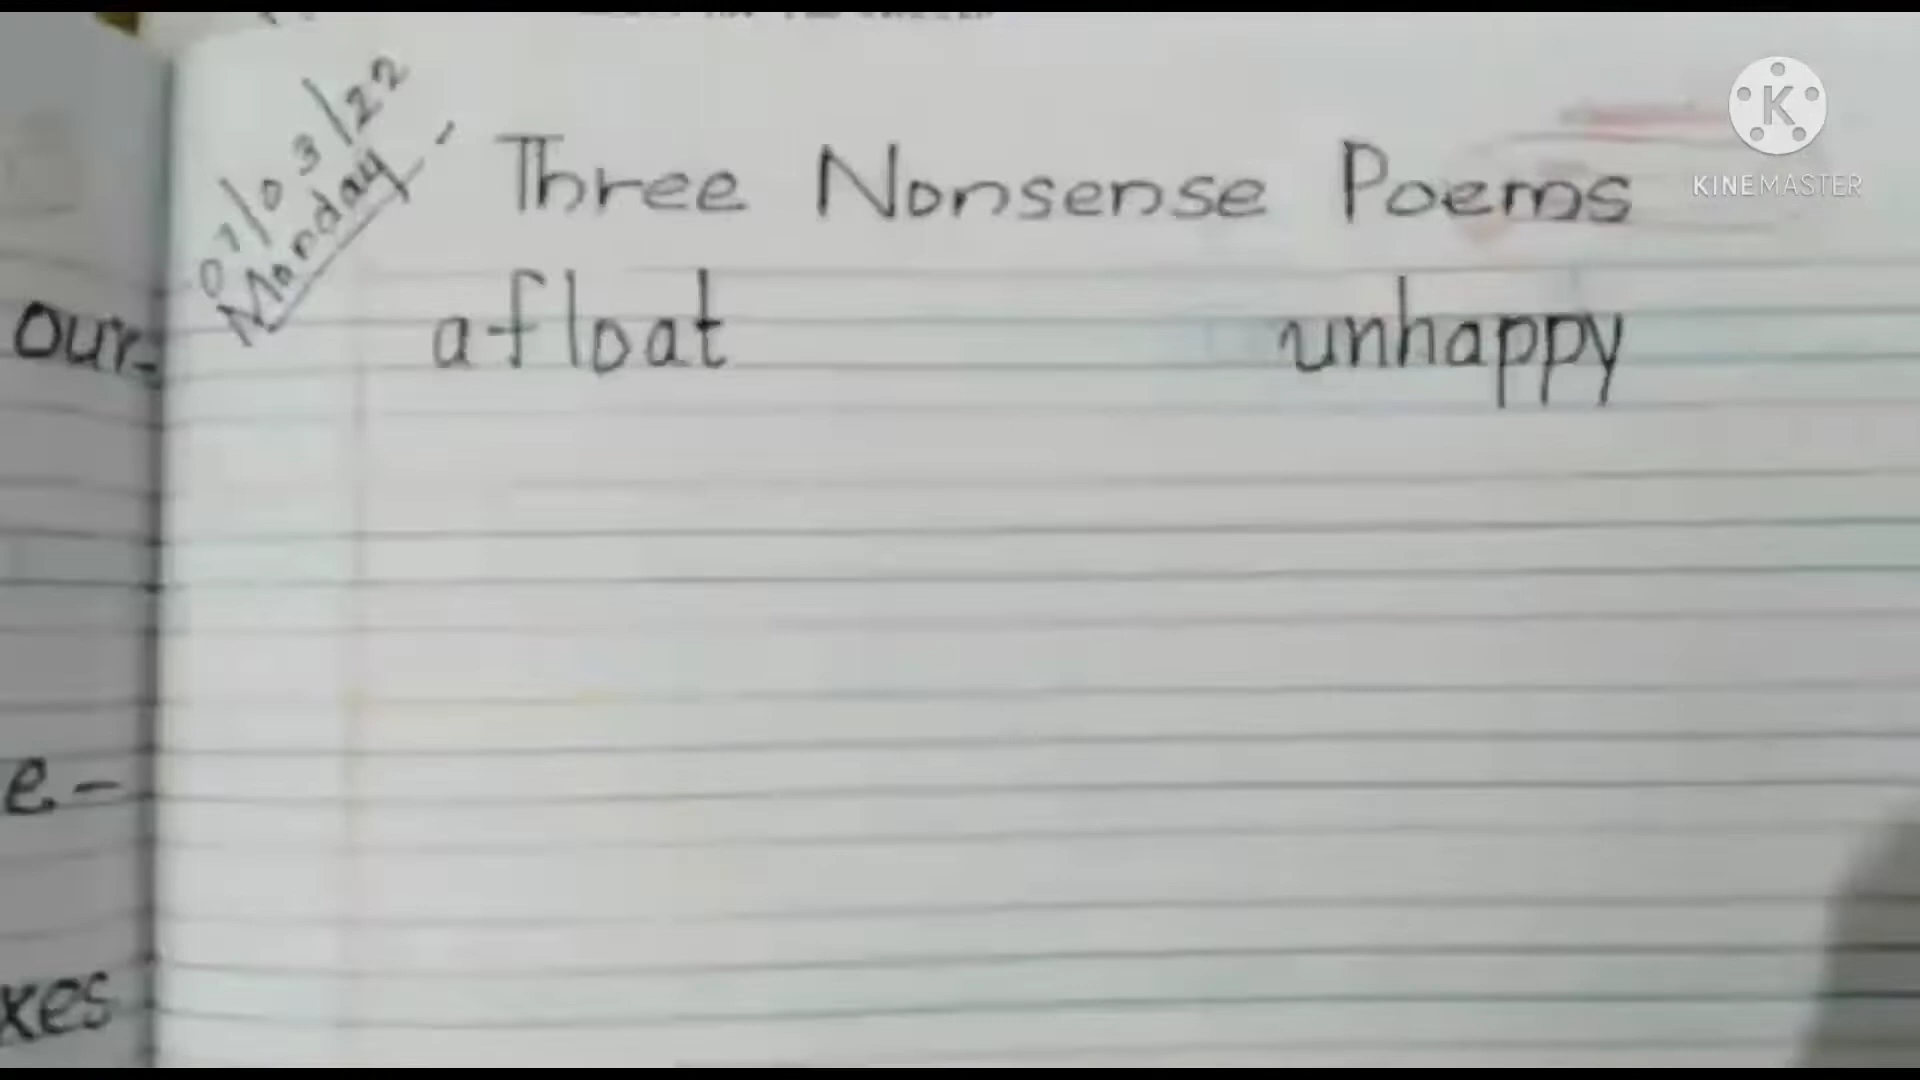 07/03/22
Monday
Three Nonsense Poems
afloat unhappy
our-
e-
xes
KINEMASTER